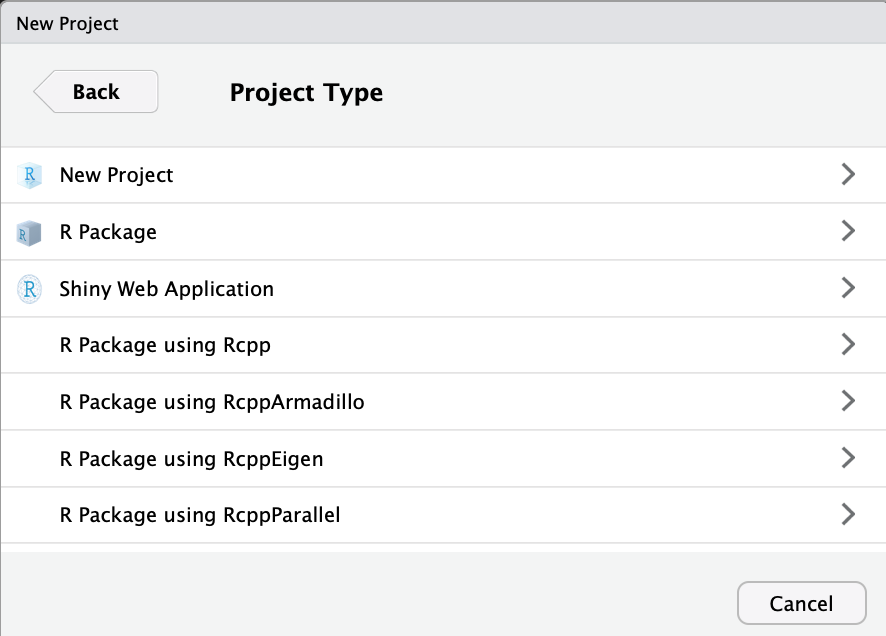 New Project
Back
Project Type
R New Project
R R Package
R Shiny Web Application
R Package using Rcpp
R Package using RcppArmadillo
R Package using RcppEigen
R Package using RcppParallel
Cancel